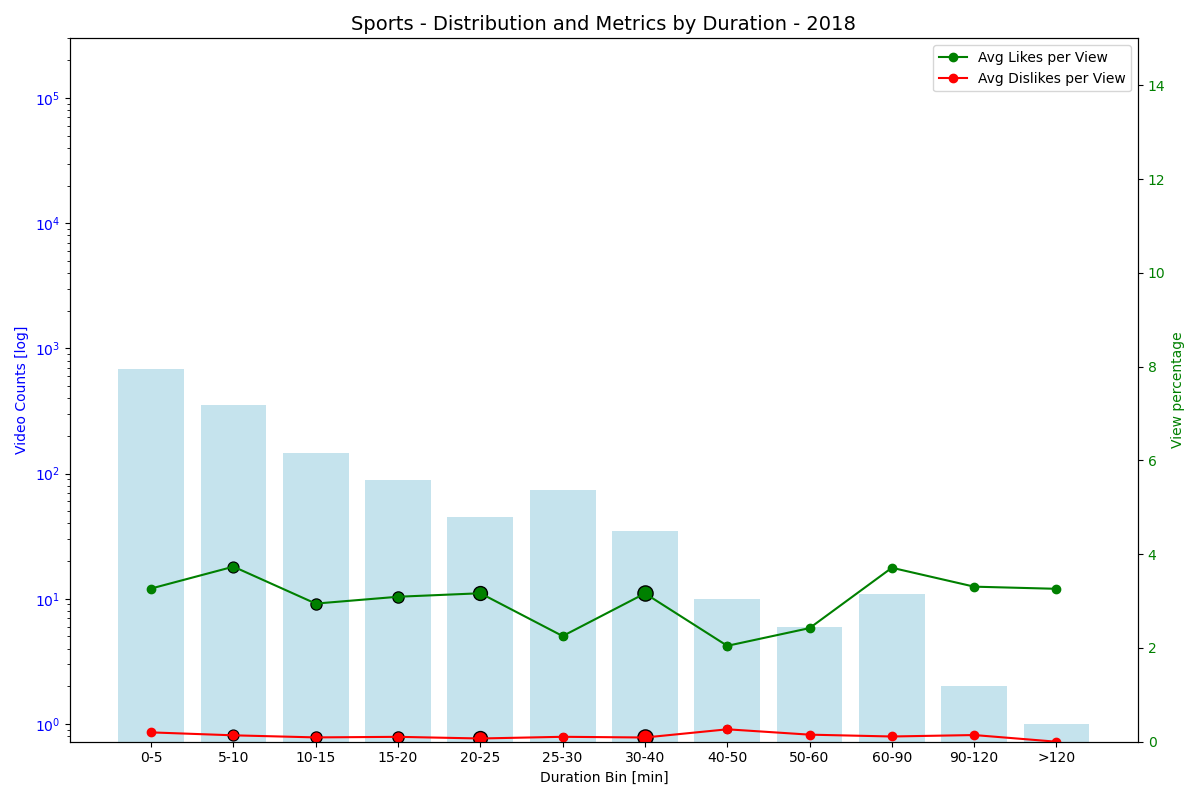 Sports - Distribution and Metrics by Duration - 2018
Avg Likes per View
Avg Dislikes per View
Video Counts [log]
10^5
10^4
10^3
10^2
10^1
10^0
14
12
10
8
6
4
2
0
View percentage
0-5 5-10 10-15 15-20 20-25 25-30 30-40 40-50 50-60 60-90 90-120 >120
Duration Bin [min]